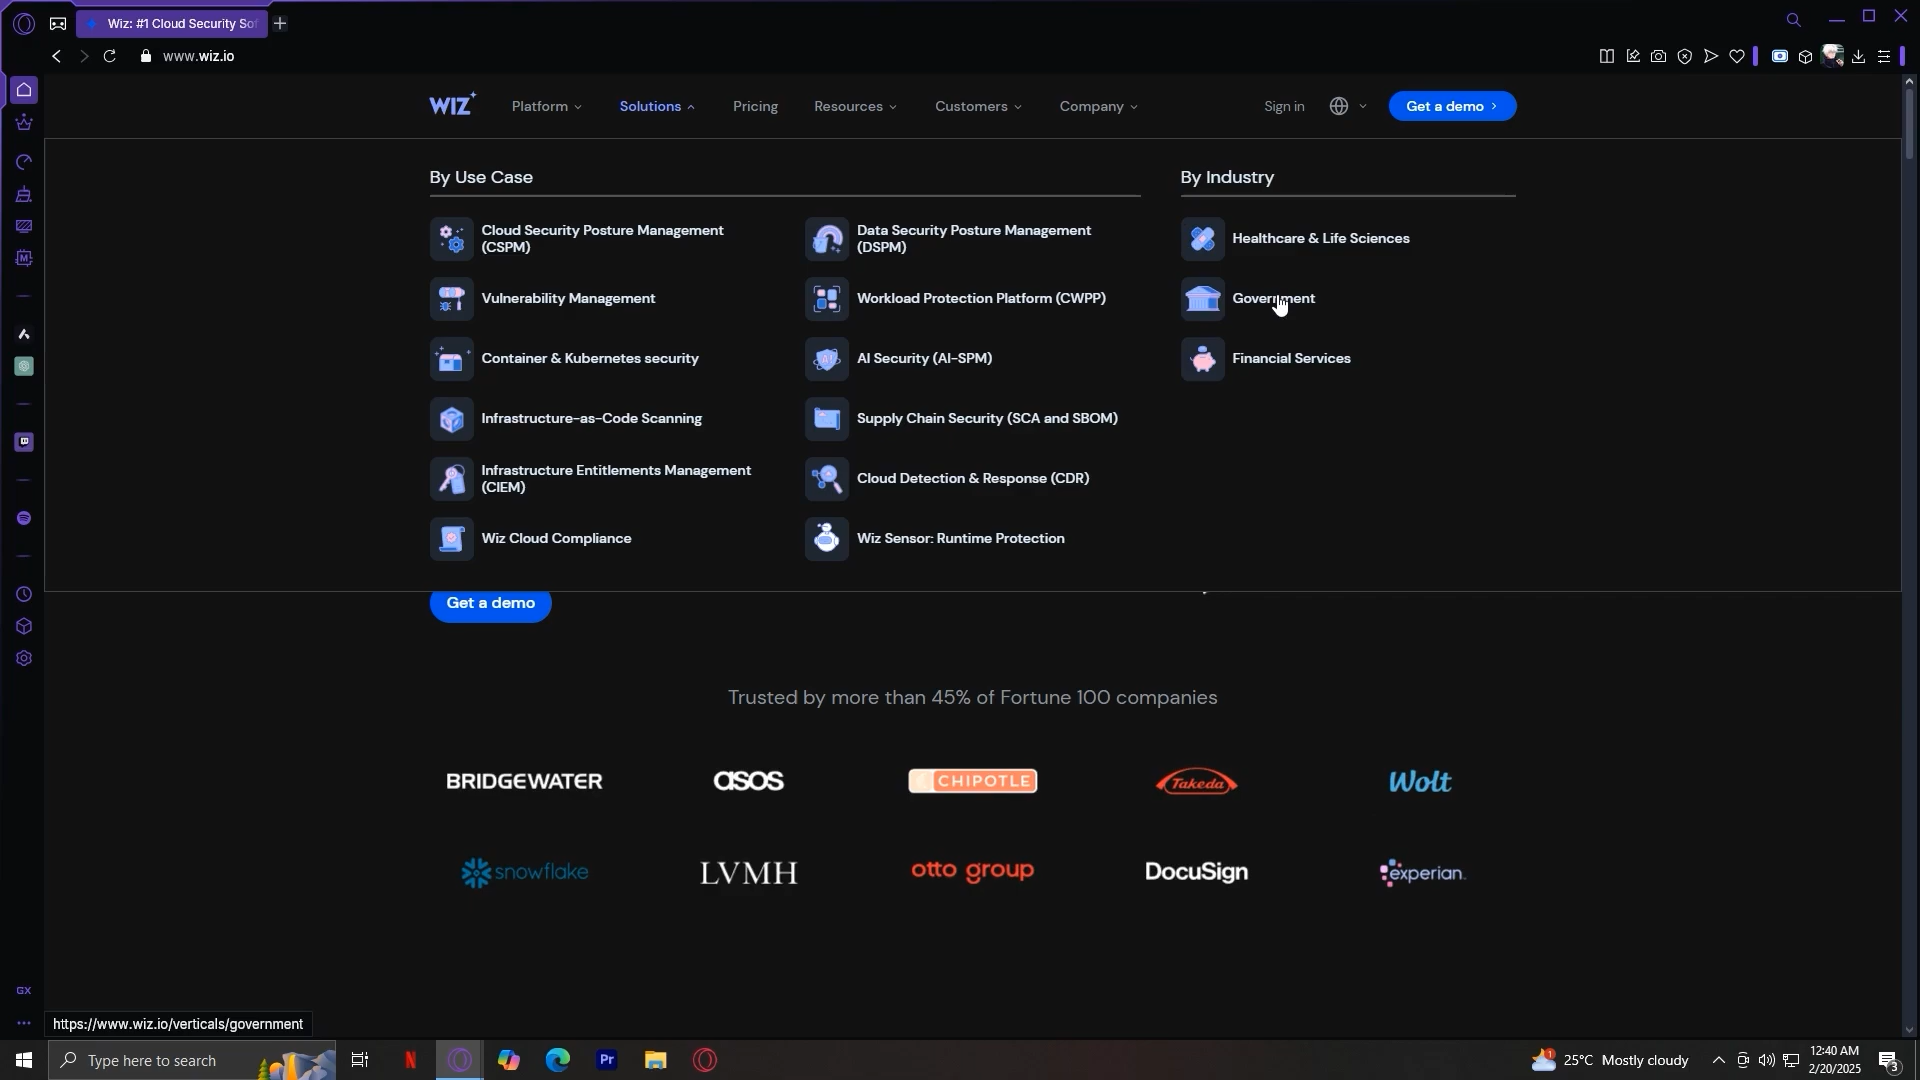 Wiz: #1 Cloud Security Sof
www.wiz.io
WIZ
Platform
Solutions
Pricing
Resources
Customers
Company
Sign in
Get a demo
By Use Case
By Industry
Cloud Security Posture Management
(CSPM)
Data Security Posture Management
(DSPM)
Healthcare & Life Sciences
Vulnerability Management
Workload Protection Platform (CWPP)
Government
Container & Kubernetes security
AI Security (AI-SPM)
Financial Services
Infrastructure-as-Code Scanning
Supply Chain Security (SCA and SBOM)
Infrastructure Entitlements Management
(CIEM)
Cloud Detection & Response (CDR)
Wiz Cloud Compliance
Wiz Sensor: Runtime Protection
Get a demo
Trusted by more than 45% of Fortune 100 companies
BRIDGEWATER
asos
CHIPOTLE
Takeda
Wolt
snowflake
LVMH
otto group
DocuSign
experian.
GX
https://www.wiz.io/verticals/government
Type here to search
N
Pr
1
25°C Mostly cloudy
12:40 AM
2/20/2025
3